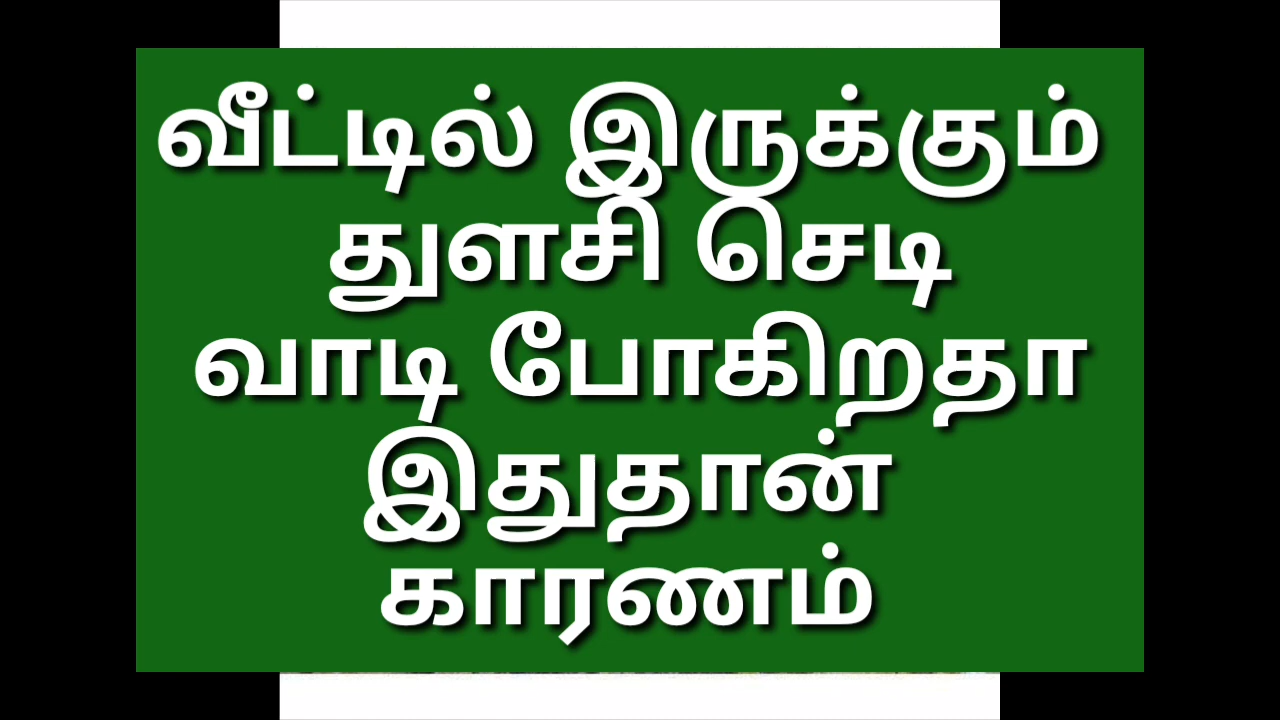 வீட்டில் இருக்கும்
துளசி செடி
வாடி போகிறதா
இதுதான்
காரணம்